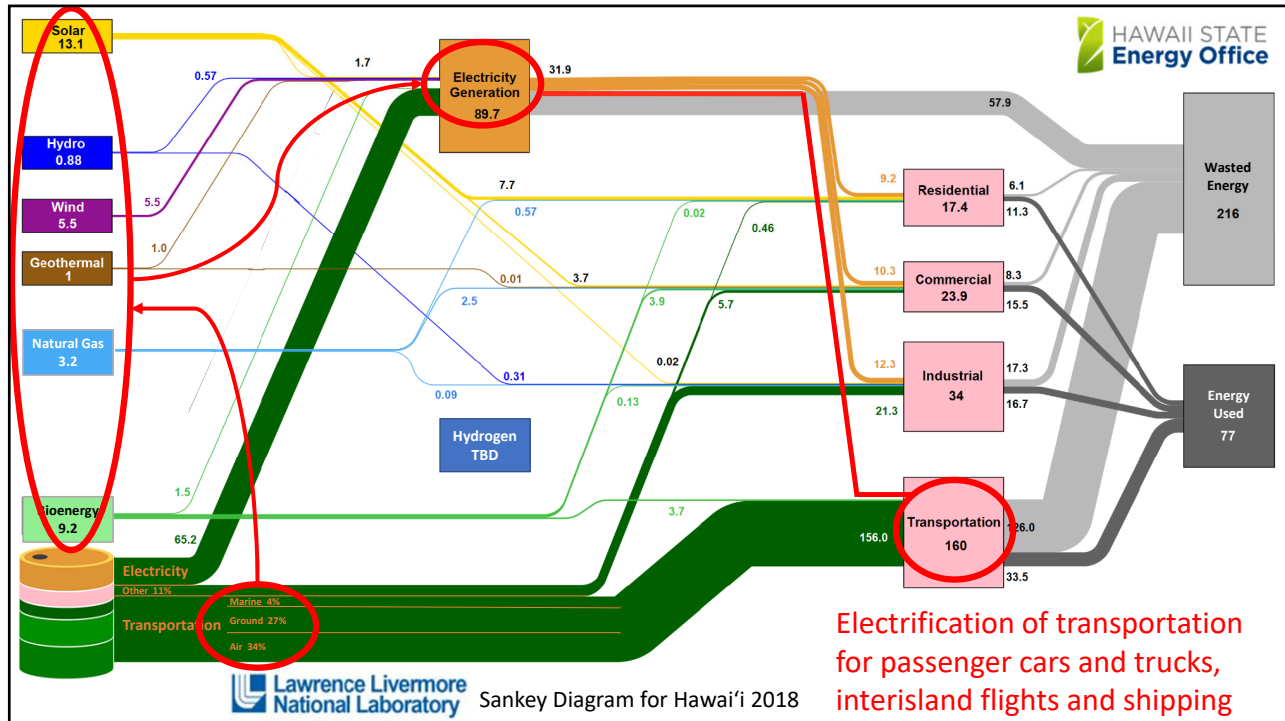 Solar
13.1
HAWAII STATE
Energy Office
0.57
1.7
Electricity
Generation
89.7
31.9
57.9
Hydro
0.88
Wind
5.5
5.5
Geothermal
1
1.0
Natural Gas
3.2
7.7
0.57
0.02
0.46
9.2
Residential
17.4
6.1
11.3
Wasted
Energy
216
0.01
3.7
2.5
3.9
5.7
10.3
Commercial
23.9
8.3
15.5
0.31
0.02
0.09
0.13
12.3
21.3
Industrial
34
17.3
16.7
Energy
Used
77
Hydrogen
TBD
Bioenergy
9.2
1.5
65.2
3.7
156.0
Transportation
160
126.0
33.5
Electricity
Other 11%
Transportation
Marine 4%
Ground 27%
Air 34%
Electrification of transportation
for passenger cars and trucks,
interisland flights and shipping
Lawrence Livermore
National Laboratory
Sankey Diagram for Hawai‘i 2018